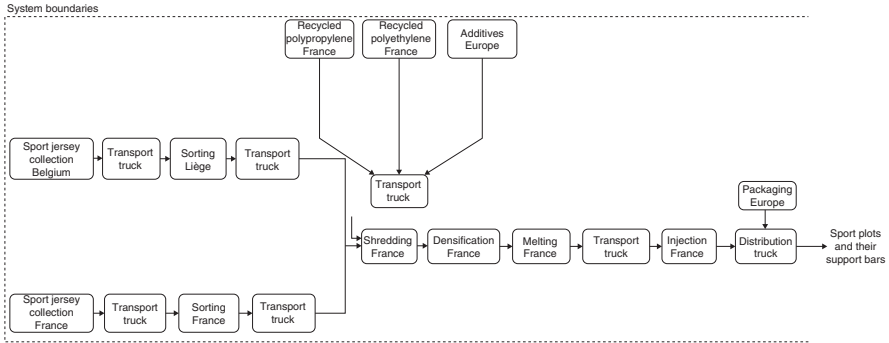 System boundaries
Recycled
polypropylene
France
Recycled
polyethylene
France
Additives
Europe
Sport jersey
collection
Belgium
Transport
truck
Sorting
Liège
Transport
truck
Transport
truck
Packaging
Europe
Shredding
France
Densification
France
Melting
France
Transport
truck
Injection
France
Distribution
truck
Sport plots
and their
support bars
Sport jersey
collection
France
Transport
truck
Sorting
France
Transport
truck